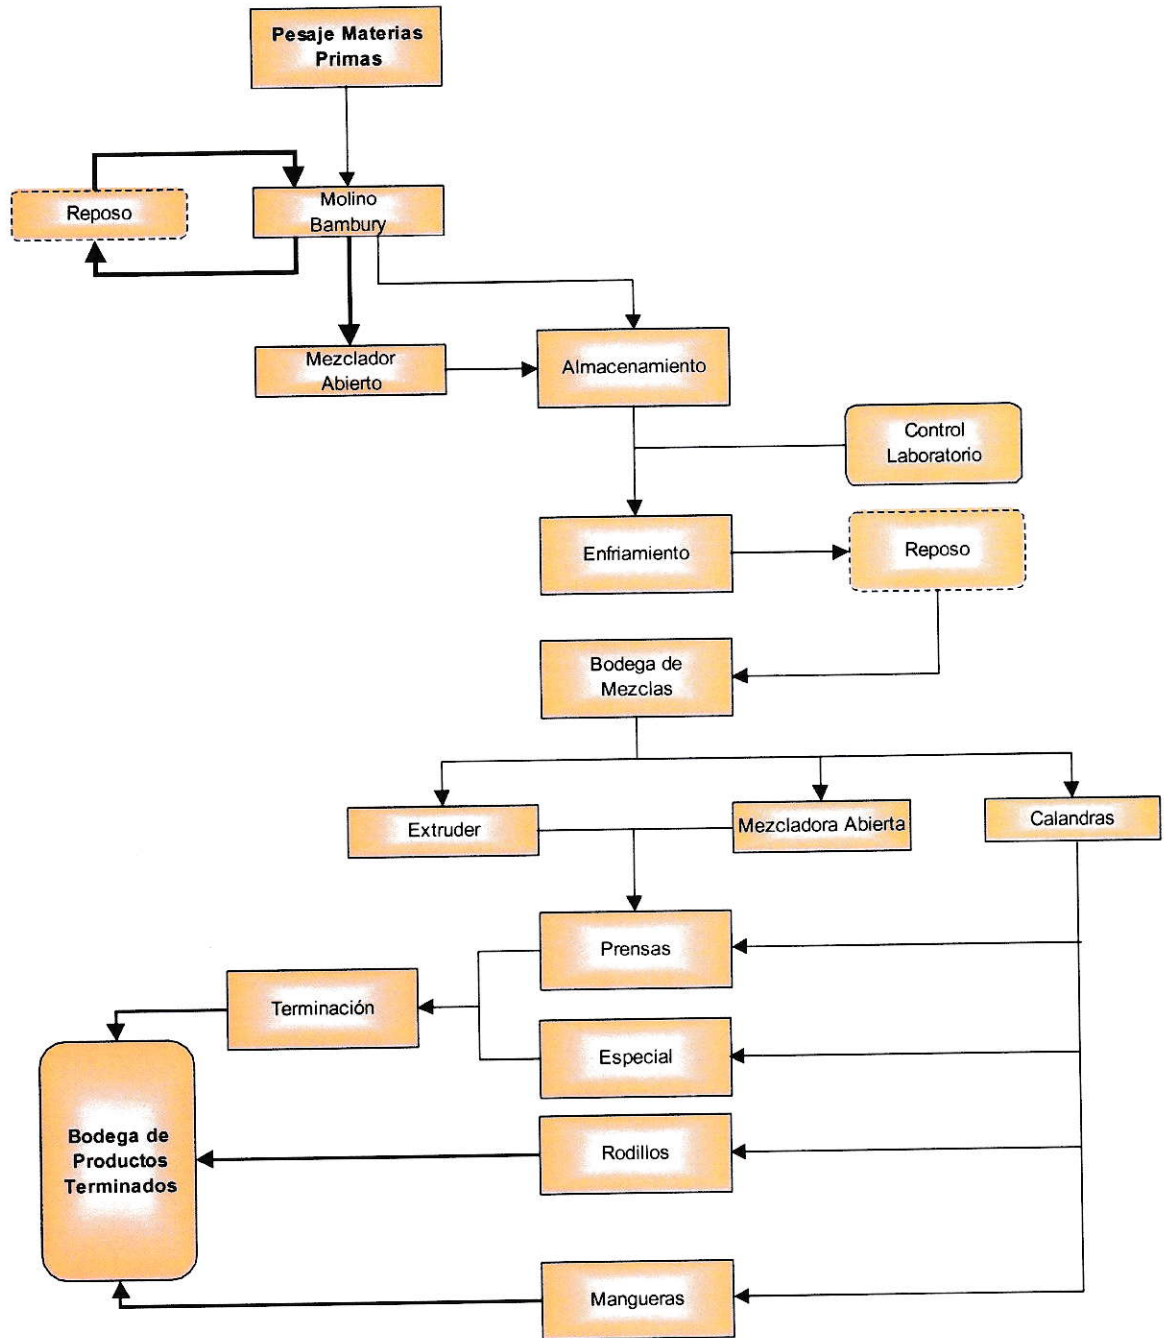 Pesaje Materias
Primas
Molino
Bambury
Reposo
Mezclador
Abierto
Almacenamiento
Control
Laboratorio
Enfriamiento
Reposo
Bodega de
Mezclas
Extruder
Mezcladora Abierta
Calandras
Prensas
Terminación
Especial
Bodega de
Productos
Terminados
Rodillos
Mangueras